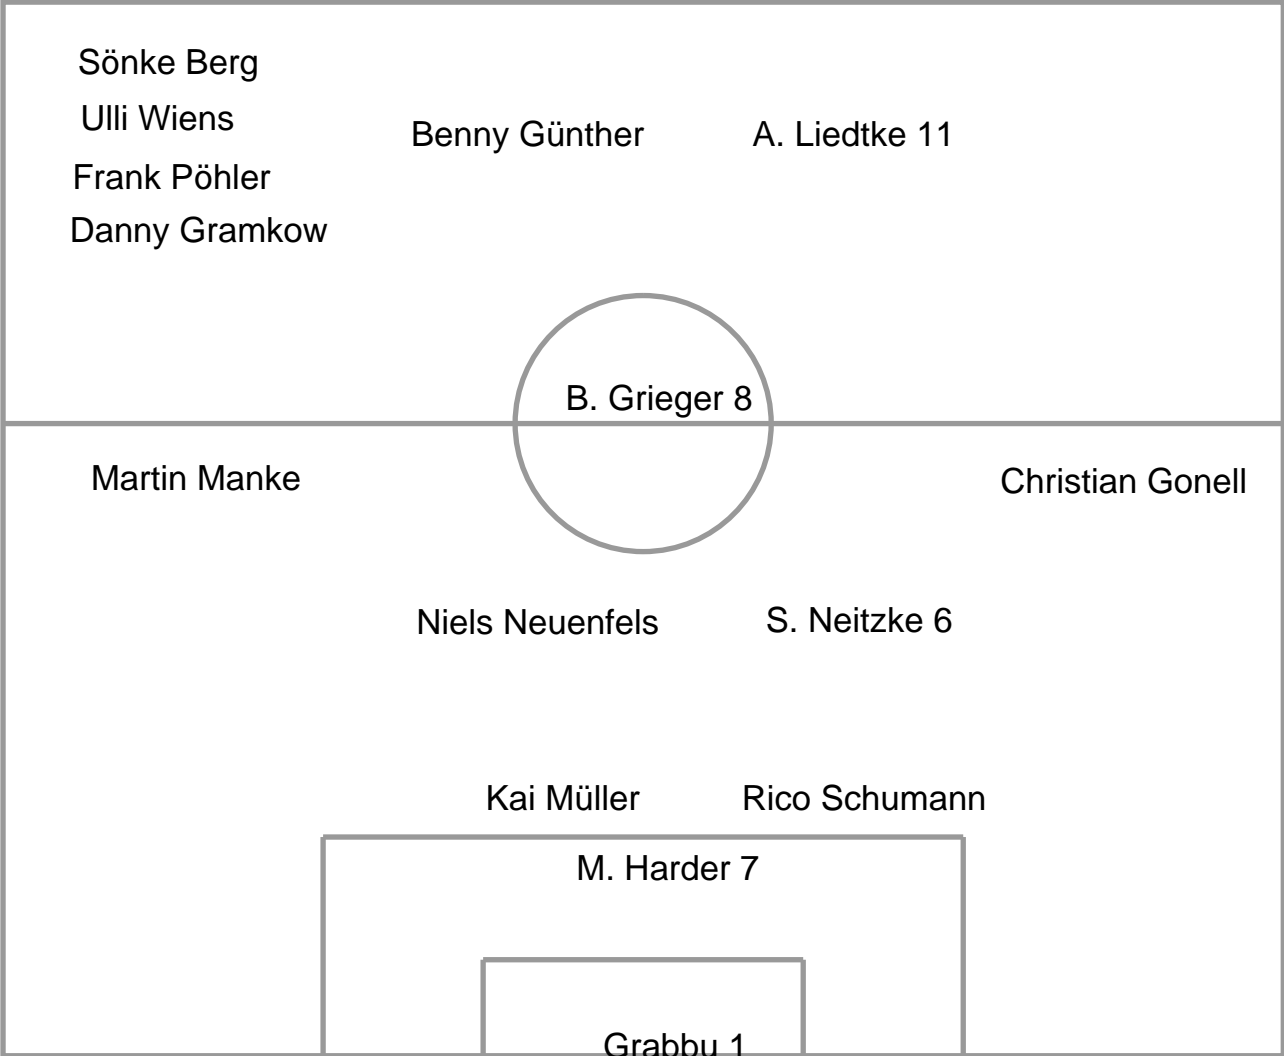 Sönke Berg
Ulli Wiens
Benny Günther
A. Liedtke 11
Frank Pöhler
Danny Gramkow
B. Grieger 8
Martin Manke
Christian Gonell
Niels Neuenfels
S. Neitzke 6
Kai Müller
Rico Schumann
M. Harder 7
Grabbu 1